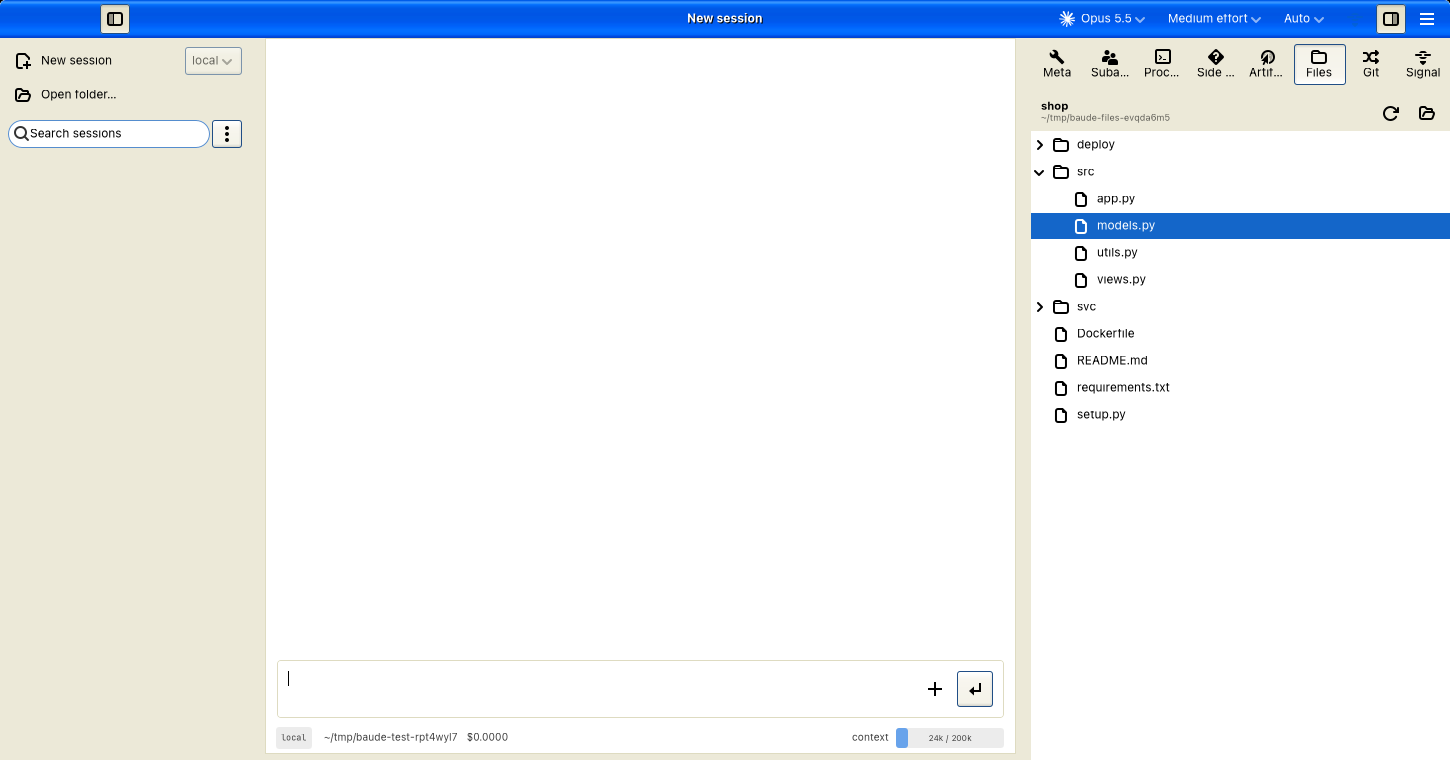 New session
Opus 5.5
Medium effort
Auto
New session
local
Open folder...
Search sessions
Meta
Suba...
Proc...
Side ...
Artif...
Files
Git
Signal
shop
~/tmp/baude-files-evqda6m5
deploy
src
app.py
models.py
utils.py
views.py
svc
Dockerfile
README.md
requirements.txt
setup.py
local
~/tmp/baude-test-rpt4wyl7
$0.0000
context
24k / 200k